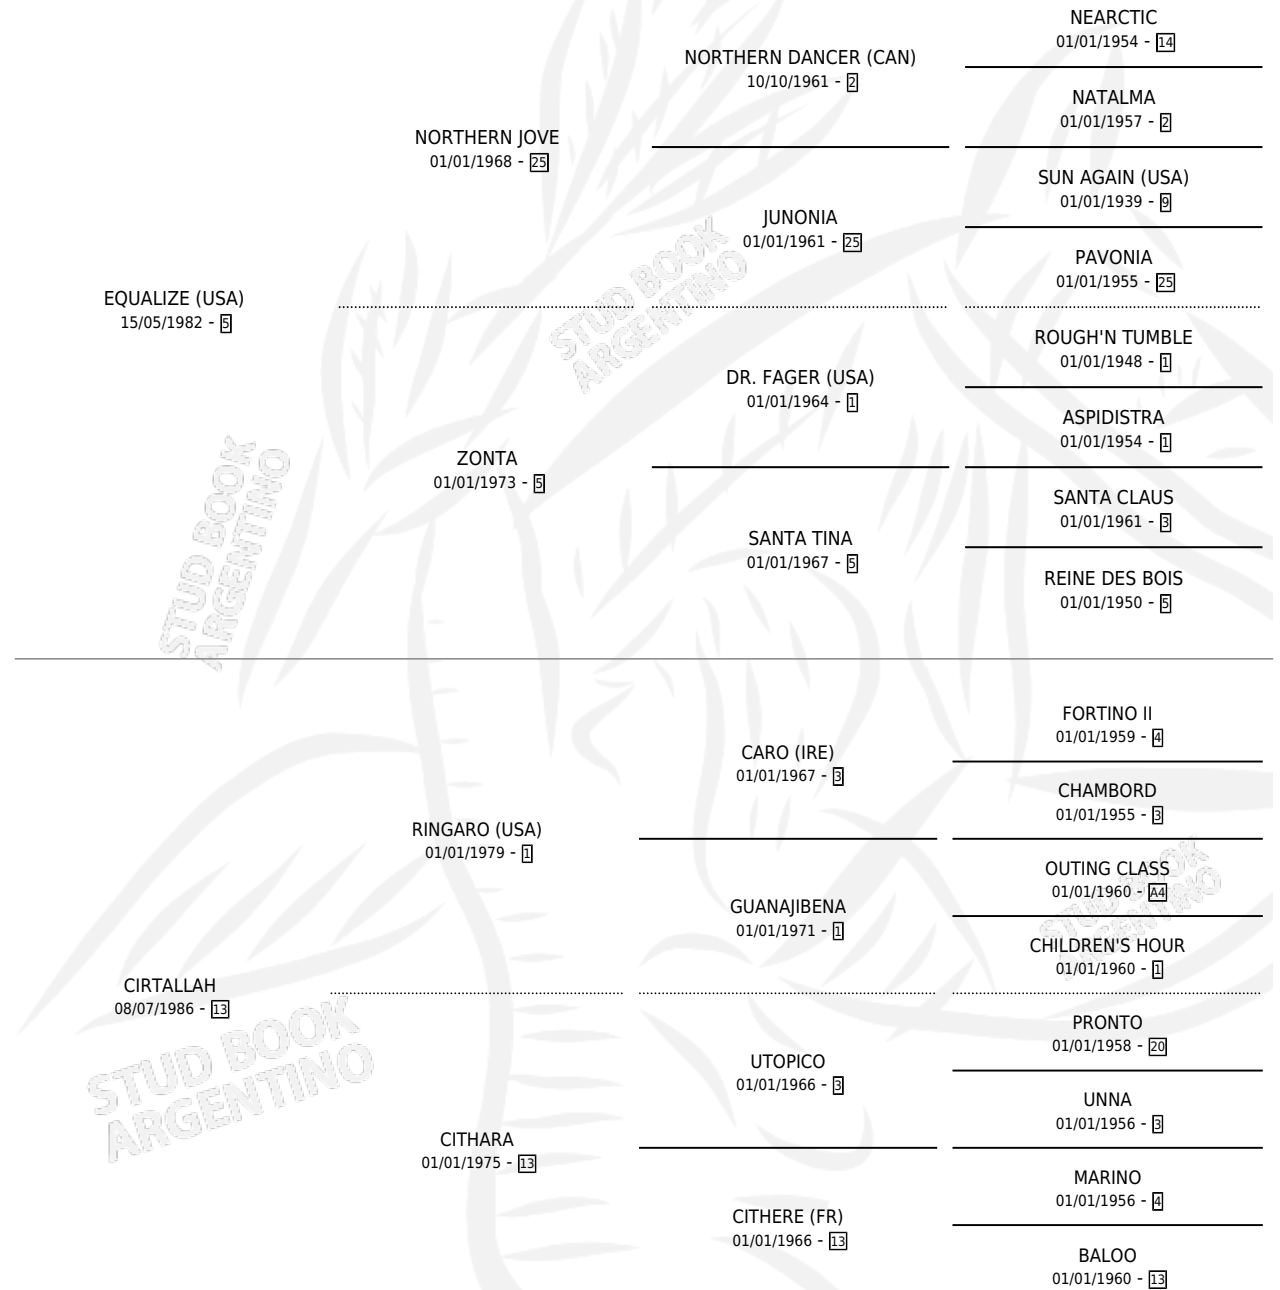 NEARCTIC
01/01/1954 - 14
NORTHERN DANCER (CAN)
10/10/1961 - 2
NATALMA
01/01/1957 - 2
NORTHERN JOVE
01/01/1968 - 25
SUN AGAIN (USA)
01/01/1939 - 9
JUNONIA
01/01/1961 - 25
PAVONIA
01/01/1955 - 25
EQUALIZE (USA)
15/05/1982 - 5
STUD BOOK
ARGENTINO
ROUGH'N TUMBLE
01/01/1948 - 1
DR. FAGER (USA)
01/01/1964 - 1
ASPIDISTRA
01/01/1954 - 1
ZONTA
01/01/1973 - 5
SANTA CLAUS
01/01/1961 - 3
SANTA TINA
01/01/1967 - 5
REINE DES BOIS
01/01/1950 - 5
STUD BOOK
ARGENTINO
FORTINO II
01/01/1959 - 4
CARO (IRE)
01/01/1967 - 3
CHAMBORD
01/01/1955 - 3
RINGARO (USA)
01/01/1979 - 1
OUTING CLASS
01/01/1960 - A4
GUANAJIBENA
01/01/1971 - 1
CHILDREN'S HOUR
01/01/1960 - 1
STUD BOOK
ARGENTINO
CIRTALLAH
08/07/1986 - 13
PRONTO
01/01/1958 - 20
UTOPICO
01/01/1966 - 3
UNNA
01/01/1956 - 3
STUD BOOK
ARGENTINO
CITHARA
01/01/1975 - 13
MARINO
01/01/1956 - 4
CITHERE (FR)
01/01/1966 - 13
BALOO
01/01/1960 - 13